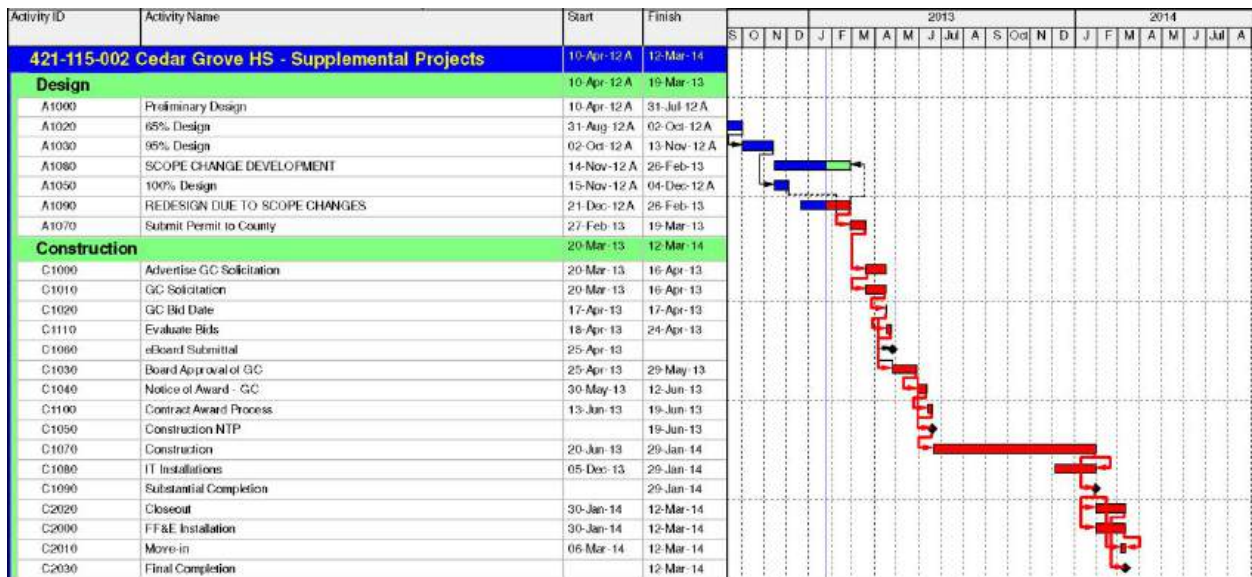 Activity ID Activity Name Start Finish 2013 2014
S O N D J F M A M J Jul A S Oct N D J F M A M J Jul A
421-115-002 Cedar Grove HS - Supplemental Projects 10-Apr-12 A 12-Mar-14
Design 10-Apr-12 A 19-Mar-13
A1000 Preliminary Design 10-Apr-12 A 31-Jul-12 A
A1020 65% Design 31-Aug-12 A 02-Oct-12 A
A1030 95% Design 02-Oct-12 A 13-Nov-12 A
A1080 SCOPE CHANGE DEVELOPMENT 14-Nov-12 A 26-Feb-13
A1050 100% Design 15-Nov-12 A 04-Dec-12 A
A1090 REDESIGN DUE TO SCOPE CHANGES 21-Dec-12 A 26-Feb-13
A1070 Submit Permit to County 27-Feb-13 19-Mar-13
Construction 20-Mar-13 12-Mar-14
C1000 Advertise GC Solicitation 20-Mar-13 16-Apr-13
C1010 GC Solicitation 20-Mar-13 16-Apr-13
C1020 GC Bid Date 17-Apr-13 17-Apr-13
C1110 Evaluate Bids 18-Apr-13 24-Apr-13
C1060 eBoard Submittal 25-Apr-13
C1030 Board Approval of GC 25-Apr-13 29-May-13
C1040 Notice of Award - GC 30-May-13 12-Jun-13
C1100 Contract Award Process 13-Jun-13 19-Jun-13
C1050 Construction NTP 19-Jun-13
C1070 Construction 20-Jun-13 29-Jan-14
C1080 IT Installations 05-Dec-13 29-Jan-14
C1090 Substantial Completion 29-Jan-14
C2020 Closeout 30-Jan-14 12-Mar-14
C2000 FF&E Installation 30-Jan-14 12-Mar-14
C2010 Move-in 06-Mar-14 12-Mar-14
C2030 Final Completion 12-Mar-14